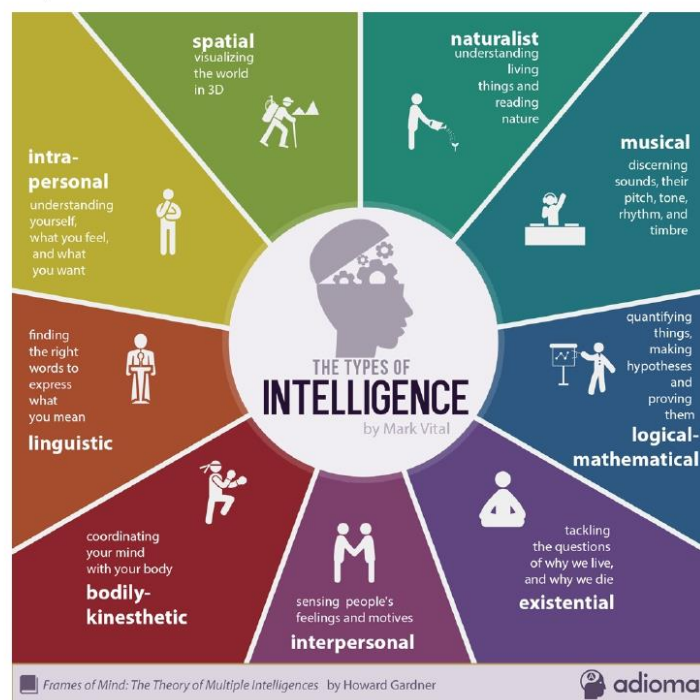 spatial
visualizing
the world
in 3D
naturalist
understanding
living
things and
reading
nature
musical
discerning
sounds, their
pitch, tone,
rhythm, and
timbre
quantifying
things,
making
hypotheses
and
proving
them
logical-
mathematical
tackling
the questions
of why we live,
and why we die
existential
sensing people's
feelings and motives
interpersonal
coordinating
your mind
with your body
bodily-
kinesthetic
finding
the right
words to
express
what
you mean
linguistic
intra-
personal
understanding
yourself,
what you feel,
and what
you want
THE TYPES OF
INTELLIGENCE
by Mark Vital
Frames of Mind: The Theory of Multiple Intelligences by Howard Gardner
adioma